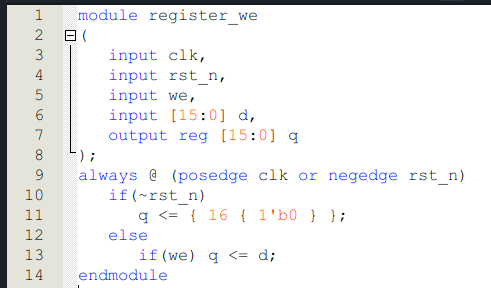 1 module register_we
2 (
3 input clk,
4 input rst_n,
5 input we,
6 input [15:0] d,
7 output reg [15:0] q
8 );
9 always @ (posedge clk or negedge rst_n)
10 if(~rst_n)
11 q <= { 16 { 1'b0 } };
12 else
13 if(we) q <= d;
14 endmodule